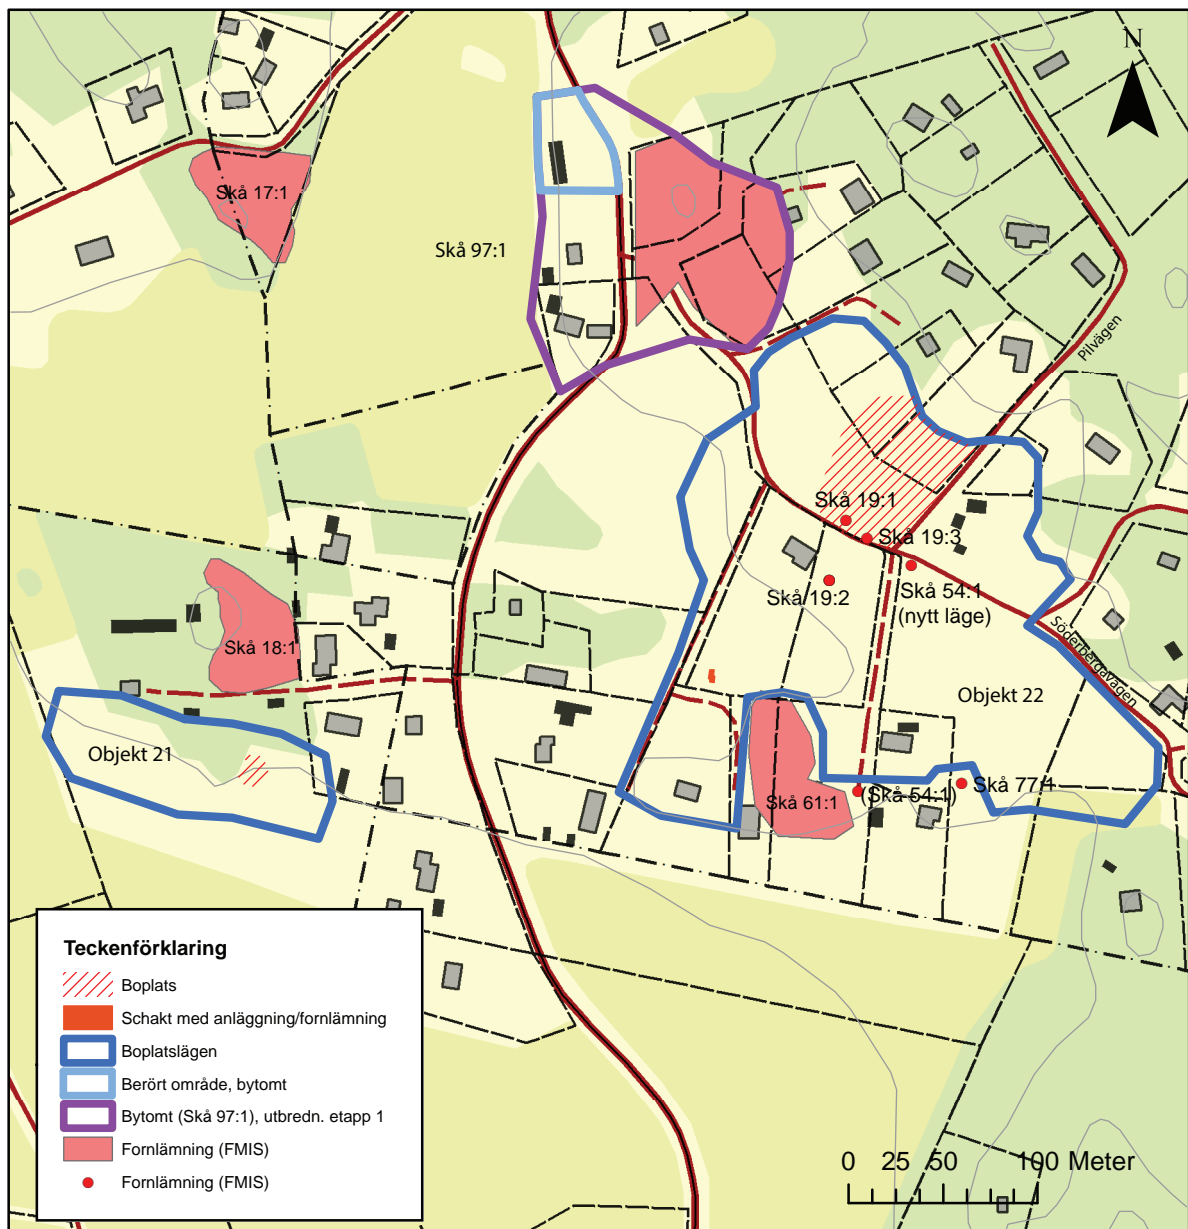 N
Skå 17:1
Skå 97:1
Pilvägen
Skå 19:1
Skå 19:3
Skå 19:2
Skå 54:1
(nytt läge)
Söderbergavägen
Skå 18:1
Objekt 22
Objekt 21
Skå 61:1
(Skå 54:1)
Skå 77:1
Teckenförklaring
Boplats
Schakt med anläggning/fornlämning
Boplatslägen
Berört område, bytomt
Bytomt (Skå 97:1), utbredn. etapp 1
Fornlämning (FMIS)
Fornlämning (FMIS)
0 25 50 100 Meter